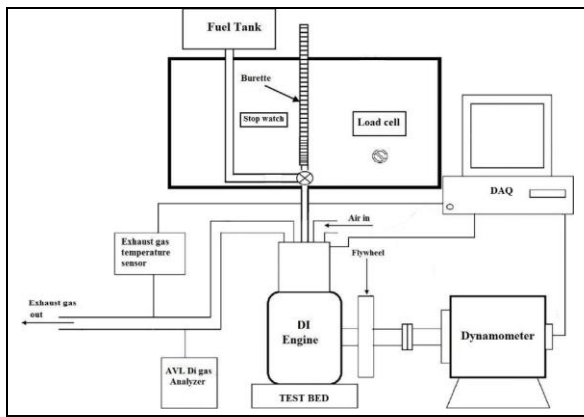 Fuel Tank
Burette
Stop watch
Load cell
DAQ
Air in
Exhaust gas
temperature
sensor
Flywheel
Exhaust gas
out
DI
Engine
Dynamometer
AVL Di gas
Analyzer
TEST BED